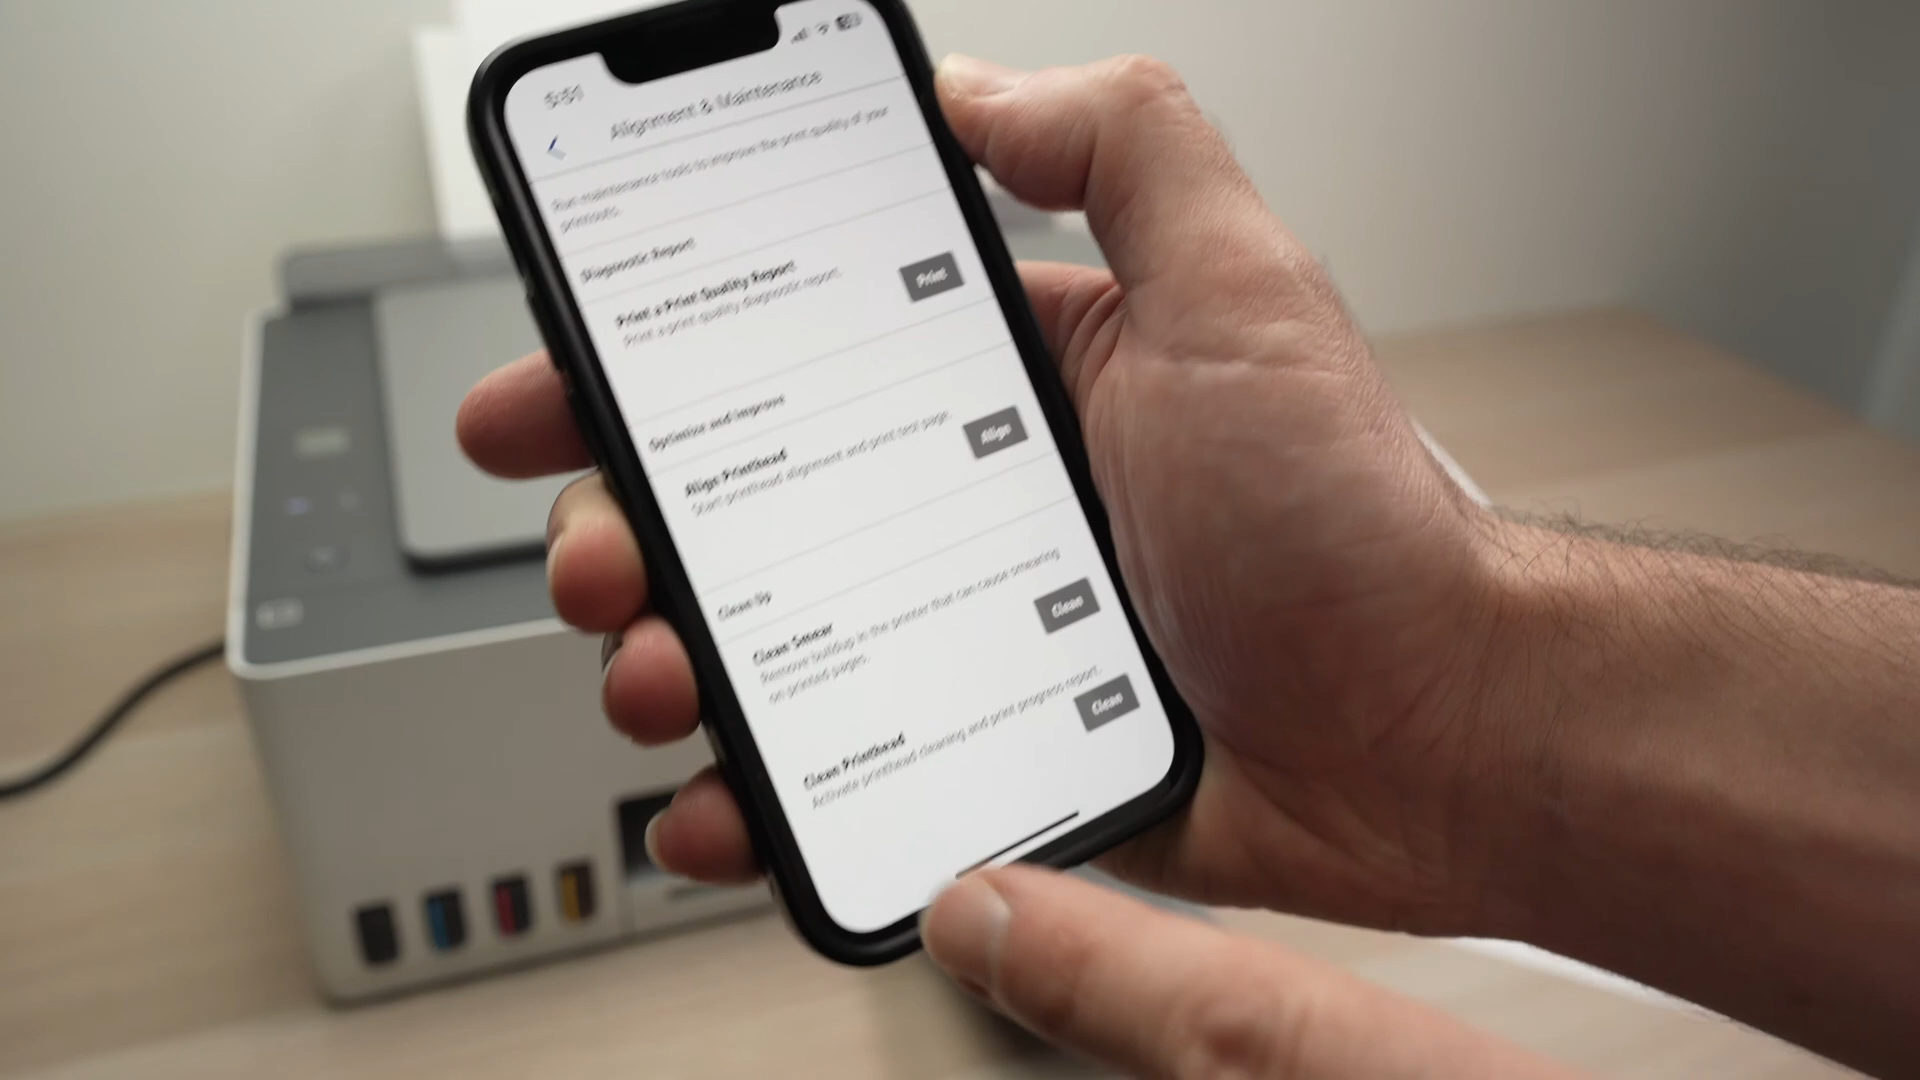 5:51
Alignment & Maintenance
Run maintenance tools to improve the print quality of your
printouts.
Diagnostic Report
Print a Print Quality Report
Print a print quality diagnostic report.
Print
Optimize and Improve
Align Printhead
Start printhead alignment and print test page.
Align
Clean Up
Clean Smear
Remove buildup in the printer that can cause smearing
on printed pages.
Clean
Clean Printhead
Activate printhead cleaning and print progress report.
Clean